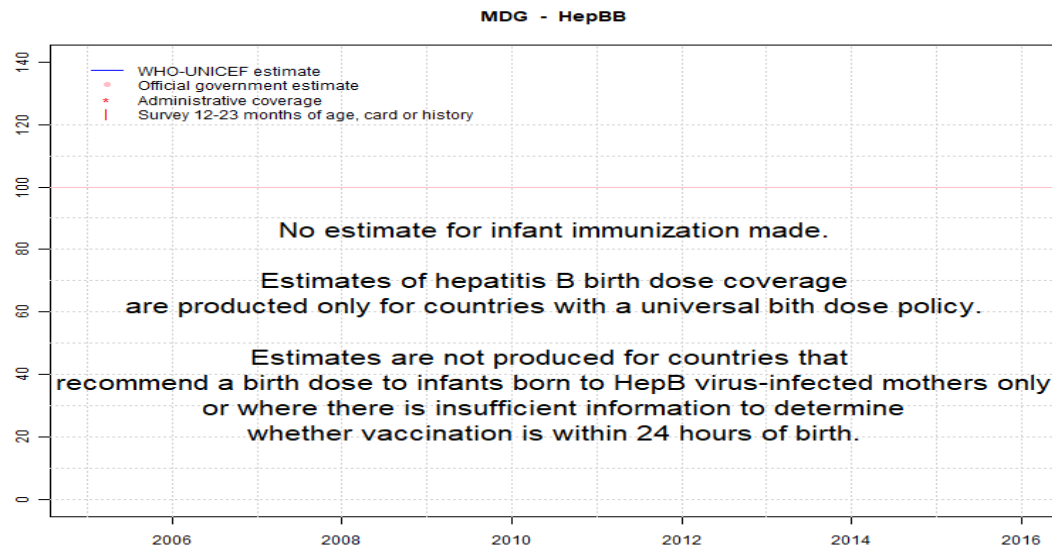 MDG - HepBB
WHO-UNICEF estimate
Official government estimate
Administrative coverage
Survey 12-23 months of age, card or history
140
120
100
80
60
40
20
0
No estimate for infant immunization made.
Estimates of hepatitis B birth dose coverage
are producted only for countries with a universal bith dose policy.
Estimates are not produced for countries that
recommend a birth dose to infants born to HepB virus-infected mothers only
or where there is insufficient information to determine
whether vaccination is within 24 hours of birth.
2006 2008 2010 2012 2014 2016